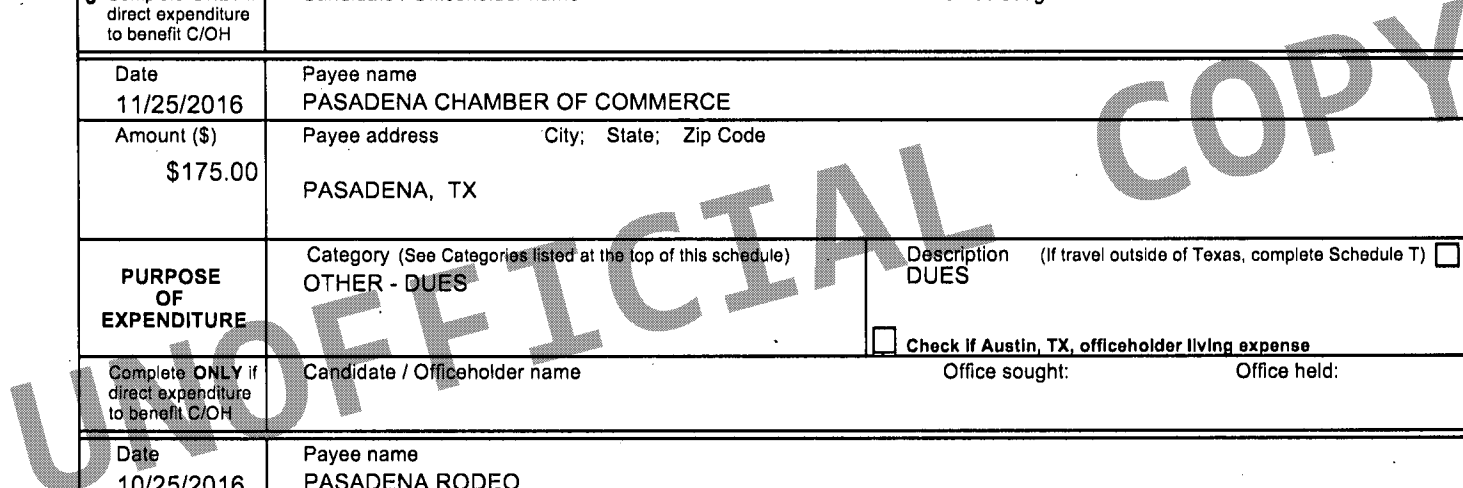 direct expenditure
to benefit C/OH
Date Payee name
11/25/2016 PASADENA CHAMBER OF COMMERCE
Amount ($) Payee address City; State; Zip Code
$175.00
PASADENA, TX
Category (See Categories listed at the top of this schedule) Description (If travel outside of Texas, complete Schedule T)
PURPOSE OTHER - DUES DUES
OF
EXPENDITURE
Check if Austin, TX, officeholder living expense
Complete ONLY if Candidate / Officeholder name Office sought: Office held:
direct expenditure
to benefit C/OH
Date Payee name
10/25/2016 PASADENA RODEO
UNOFFICIAL COPY